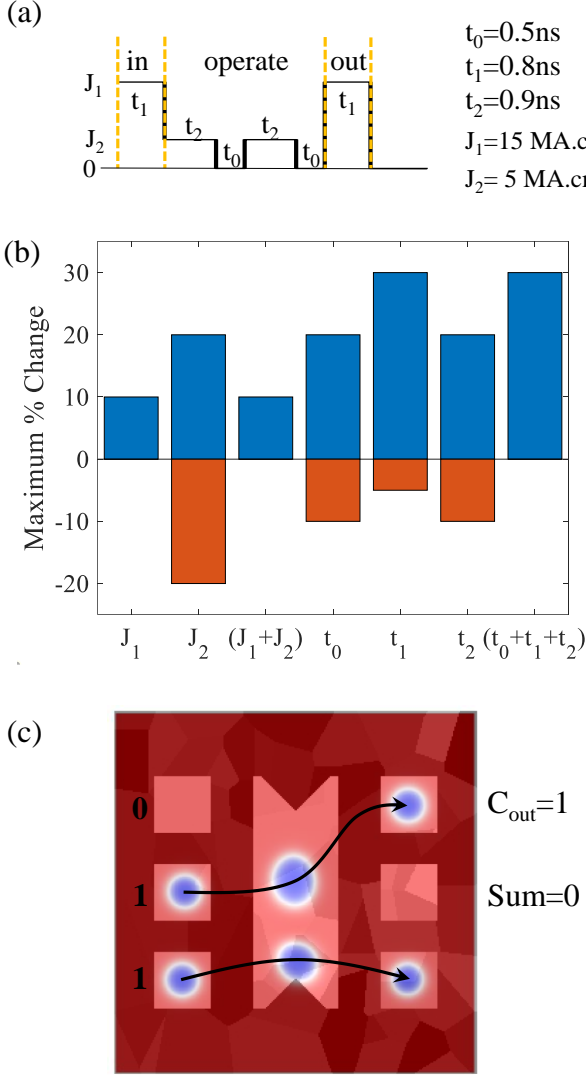 (a)
in operate out
J₁
t₁ t₂ t₂ t₁
J₂
t₀ t₀
0
t₀=0.5ns
t₁=0.8ns
t₂=0.9ns
J₁=15 MA.c
J₂= 5 MA.cr
(b)
Maximum % Change
30
20
10
0
-10
-20
J₁ J₂ (J₁+J₂) t₀ t₁ t₂ (t₀+t₁+t₂)
(c)
0
1
1
Cout=1
Sum=0